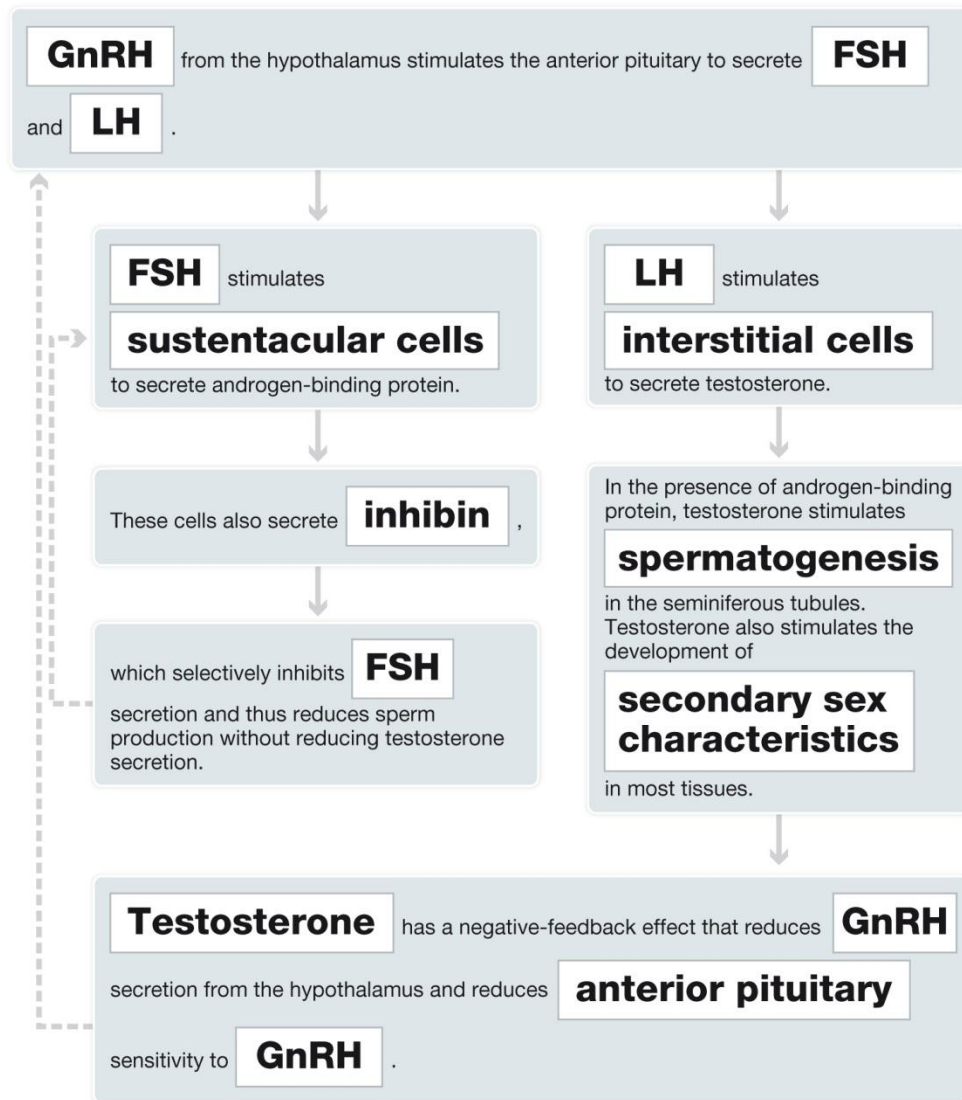 GnRH from the hypothalamus stimulates the anterior pituitary to secrete FSH
and LH .
FSH stimulates
sustentacular cells
to secrete androgen-binding protein.
These cells also secrete inhibin ,
which selectively inhibits FSH
secretion and thus reduces sperm
production without reducing testosterone
secretion.
LH stimulates
interstitial cells
to secrete testosterone.
In the presence of androgen-binding
protein, testosterone stimulates
spermatogenesis
in the seminiferous tubules.
Testosterone also stimulates the
development of
secondary sex
characteristics
in most tissues.
Testosterone has a negative-feedback effect that reduces GnRH
secretion from the hypothalamus and reduces anterior pituitary
sensitivity to GnRH .